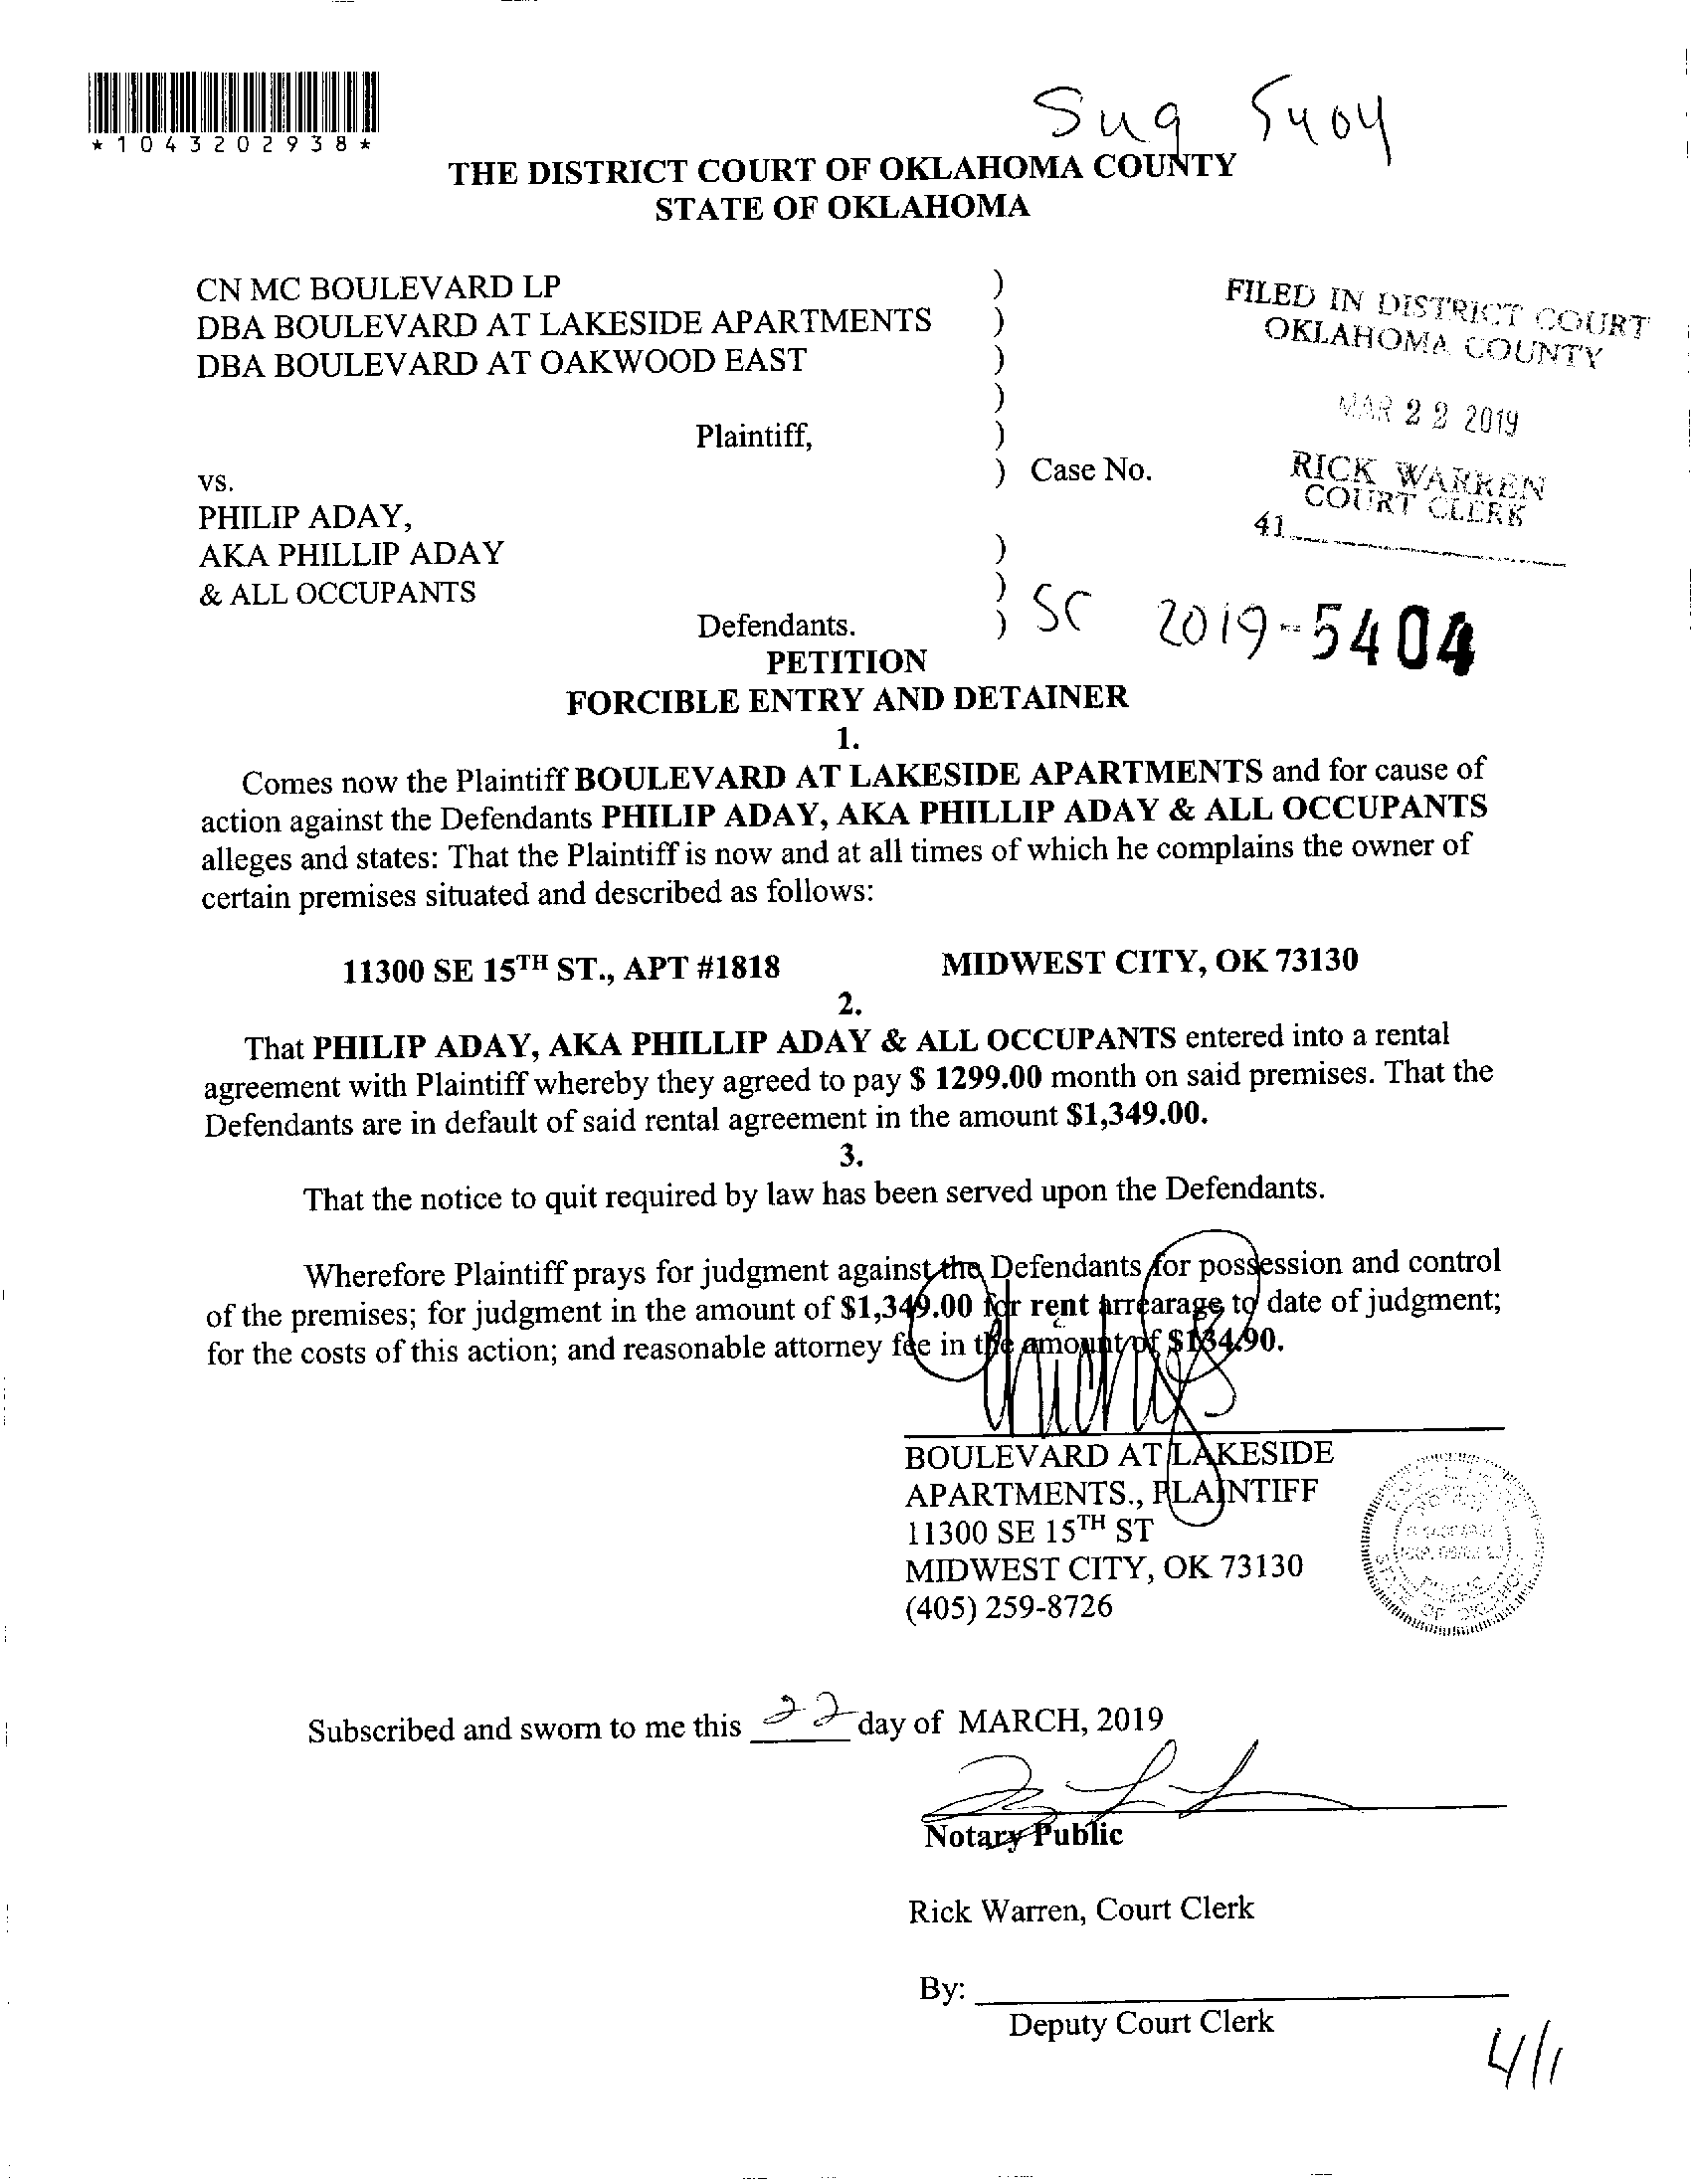 *1043202938*
Sug 5404
THE DISTRICT COURT OF OKLAHOMA COUNTY
STATE OF OKLAHOMA
CN MC BOULEVARD LP )
DBA BOULEVARD AT LAKESIDE APARTMENTS )
DBA BOULEVARD AT OAKWOOD EAST )
)
Plaintiff, )
) Case No.
vs.
PHILIP ADAY,
AKA PHILLIP ADAY )
& ALL OCCUPANTS )
Defendants. )
FILED IN DISTRICT COURT
OKLAHOMA COUNTY
MAR 22 2019
RICK WARREN
COURT CLERK
41
SC 2019-5404
PETITION
FORCIBLE ENTRY AND DETAINER
1.
Comes now the Plaintiff BOULEVARD AT LAKESIDE APARTMENTS and for cause of
action against the Defendants PHILIP ADAY, AKA PHILLIP ADAY & ALL OCCUPANTS
alleges and states: That the Plaintiff is now and at all times of which he complains the owner of
certain premises situated and described as follows:
11300 SE 15TH ST., APT #1818 MIDWEST CITY, OK 73130
2.
That PHILIP ADAY, AKA PHILLIP ADAY & ALL OCCUPANTS entered into a rental
agreement with Plaintiff whereby they agreed to pay $ 1299.00 month on said premises. That the
Defendants are in default of said rental agreement in the amount $1,349.00.
3.
That the notice to quit required by law has been served upon the Defendants.
Wherefore Plaintiff prays for judgment against the Defendants for possession and control
of the premises; for judgment in the amount of $1,349.00 for rent arrearage to date of judgment;
for the costs of this action; and reasonable attorney fee in the amount of $134.90.
BOULEVARD AT LAKESIDE
APARTMENTS., PLAINTIFF
11300 SE 15TH ST
MIDWEST CITY, OK 73130
(405) 259-8726
Subscribed and sworn to me this 22 day of MARCH, 2019
Notary Public
Rick Warren, Court Clerk
By:
Deputy Court Clerk
4/1